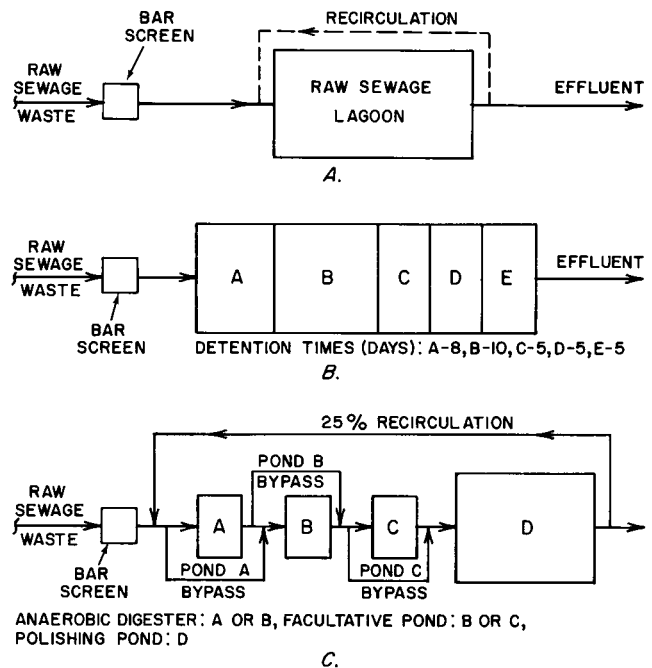 BAR
SCREEN
RECIRCULATION
RAW
SEWAGE
WASTE
RAW SEWAGE
LAGOON
EFFLUENT
A.
RAW
SEWAGE
WASTE
BAR
SCREEN
A B C D E
EFFLUENT
DETENTION TIMES (DAYS): A-8, B-10, C-5, D-5, E-5
B.
25% RECIRCULATION
POND B
BYPASS
RAW
SEWAGE
WASTE
A B C D
BAR
SCREEN
POND A
BYPASS
POND C
BYPASS
ANAEROBIC DIGESTER: A OR B, FACULTATIVE POND: B OR C,
POLISHING POND: D
C.